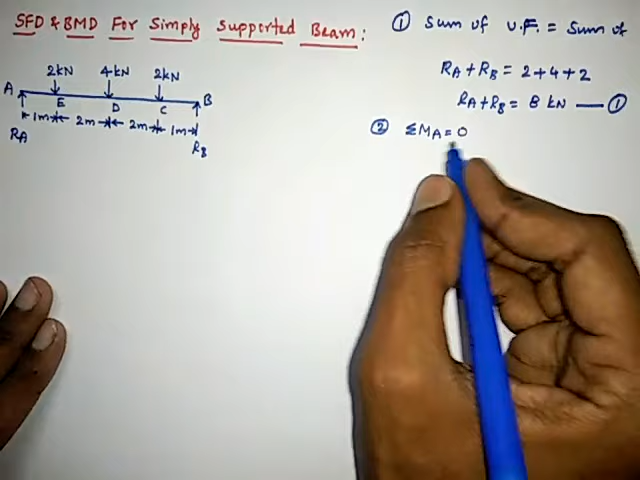 SFD & BMD For Simply Supported Beam :
① Sum of U.F. = Sum of
RA + RB = 2+4+2
RA + RB = 8 kN — ①
② ΣMA = 0
2kN 4kN 2kN
A E D C B
1m 2m 2m 1m
RA RB